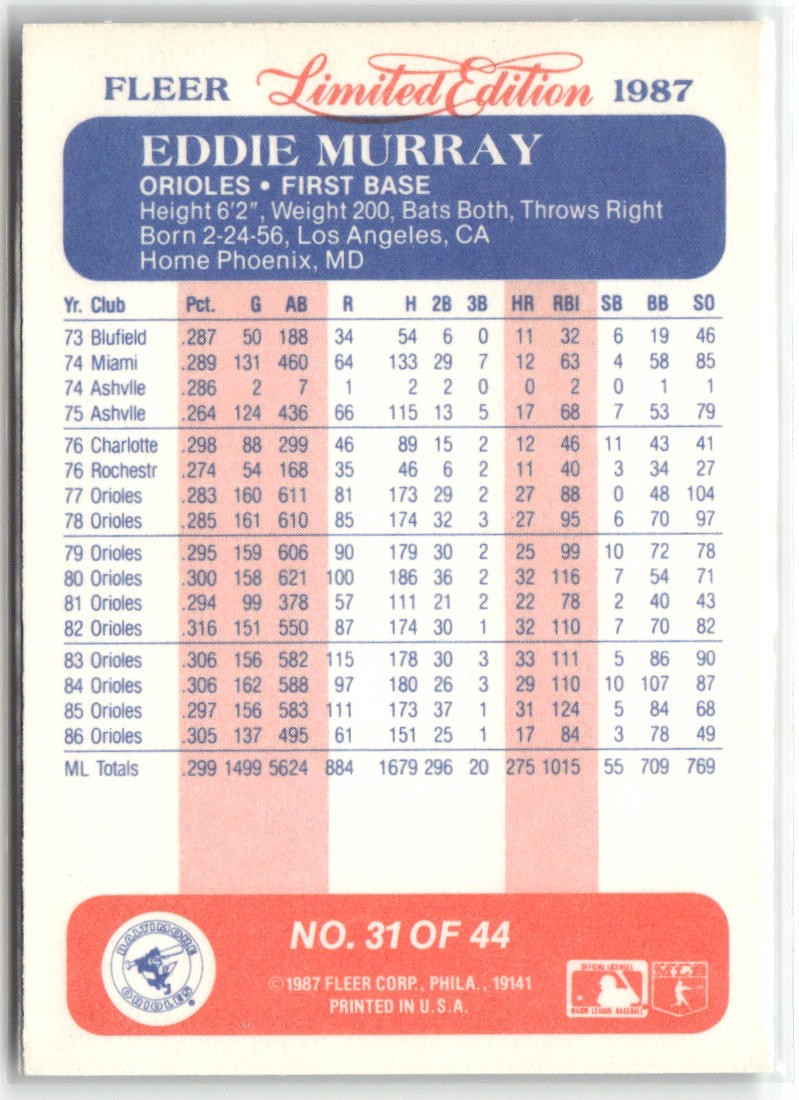 FLEER Limited Edition 1987
EDDIE MURRAY
ORIOLES • FIRST BASE
Height 6'2", Weight 200, Bats Both, Throws Right
Born 2-24-56, Los Angeles, CA
Home Phoenix, MD
Yr. Club Pct. G AB R H 2B 3B HR RBI SB BB SO
73 Blufield .287 50 188 34 54 6 0 11 32 6 19 46
74 Miami .289 131 460 64 133 29 7 12 63 4 58 85
74 Ashvlle .286 2 7 1 2 2 0 0 2 0 1 1
75 Ashvlle .264 124 436 66 115 13 5 17 68 7 53 79
76 Charlotte .298 88 299 46 89 15 2 12 46 11 43 41
76 Rochestr .274 54 168 35 46 6 2 11 40 3 34 27
77 Orioles .283 160 611 81 173 29 2 27 88 0 48 104
78 Orioles .285 161 610 85 174 32 3 27 95 6 70 97
79 Orioles .295 159 606 90 179 30 2 25 99 10 72 78
80 Orioles .300 158 621 100 186 36 2 32 116 7 54 71
81 Orioles .294 99 378 57 111 21 2 22 78 2 40 43
82 Orioles .316 151 550 87 174 30 1 32 110 7 70 82
83 Orioles .306 156 582 115 178 30 3 33 111 5 86 90
84 Orioles .306 162 588 97 180 26 3 29 110 10 107 87
85 Orioles .297 156 583 111 173 37 1 31 124 5 84 68
86 Orioles .305 137 495 61 151 25 1 17 84 3 78 49
ML Totals .299 1499 5624 884 1679 296 20 275 1015 55 709 769
NO. 31 OF 44
BALTIMORE
ORIOLES ®
©1987 FLEER CORP., PHILA., 19141
PRINTED IN U.S.A.
OFFICIAL LICENSEE
MAJOR LEAGUE BASEBALL